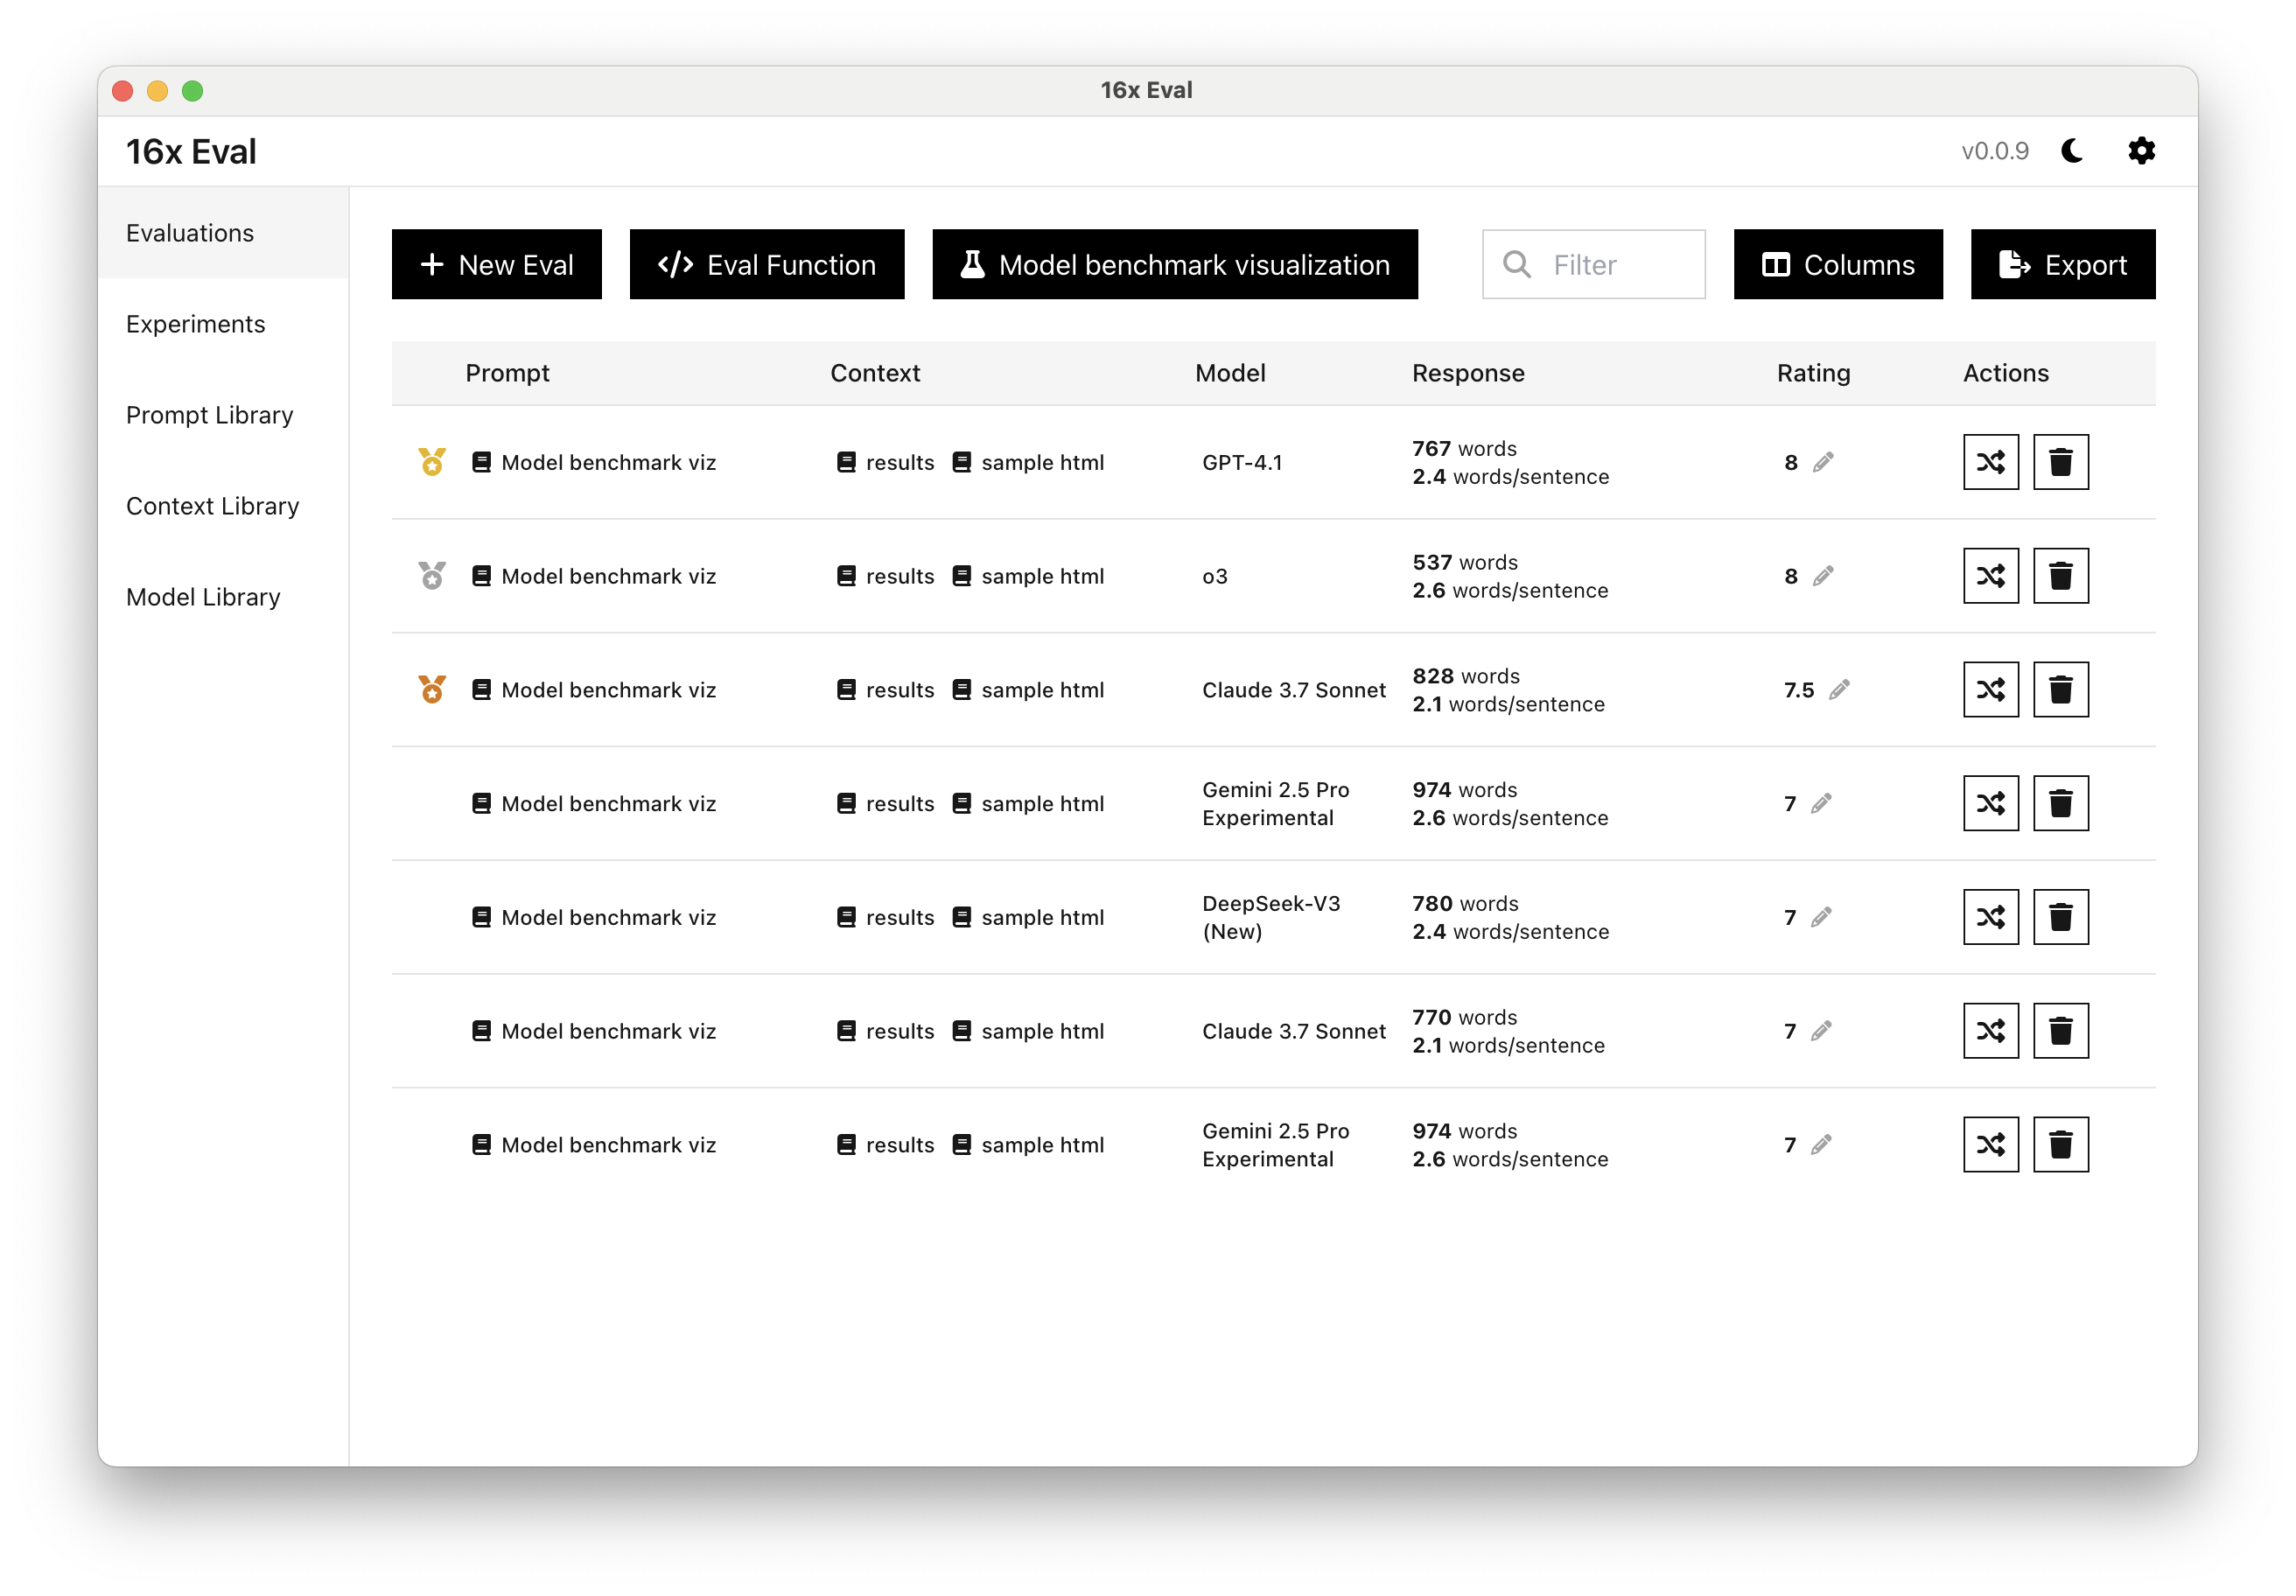 16x Eval
16x Eval
v0.0.9
Evaluations
Experiments
Prompt Library
Context Library
Model Library
New Eval
Eval Function
Model benchmark visualization
Filter
Columns
Export
Prompt Context Model Response Rating Actions
Model benchmark viz results sample html GPT-4.1 767 words 8
2.4 words/sentence
Model benchmark viz results sample html o3 537 words 8
2.6 words/sentence
Model benchmark viz results sample html Claude 3.7 Sonnet 828 words 7.5
2.1 words/sentence
Model benchmark viz results sample html Gemini 2.5 Pro 974 words 7
Experimental 2.6 words/sentence
Model benchmark viz results sample html DeepSeek-V3 780 words 7
(New) 2.4 words/sentence
Model benchmark viz results sample html Claude 3.7 Sonnet 770 words 7
2.1 words/sentence
Model benchmark viz results sample html Gemini 2.5 Pro 974 words 7
Experimental 2.6 words/sentence